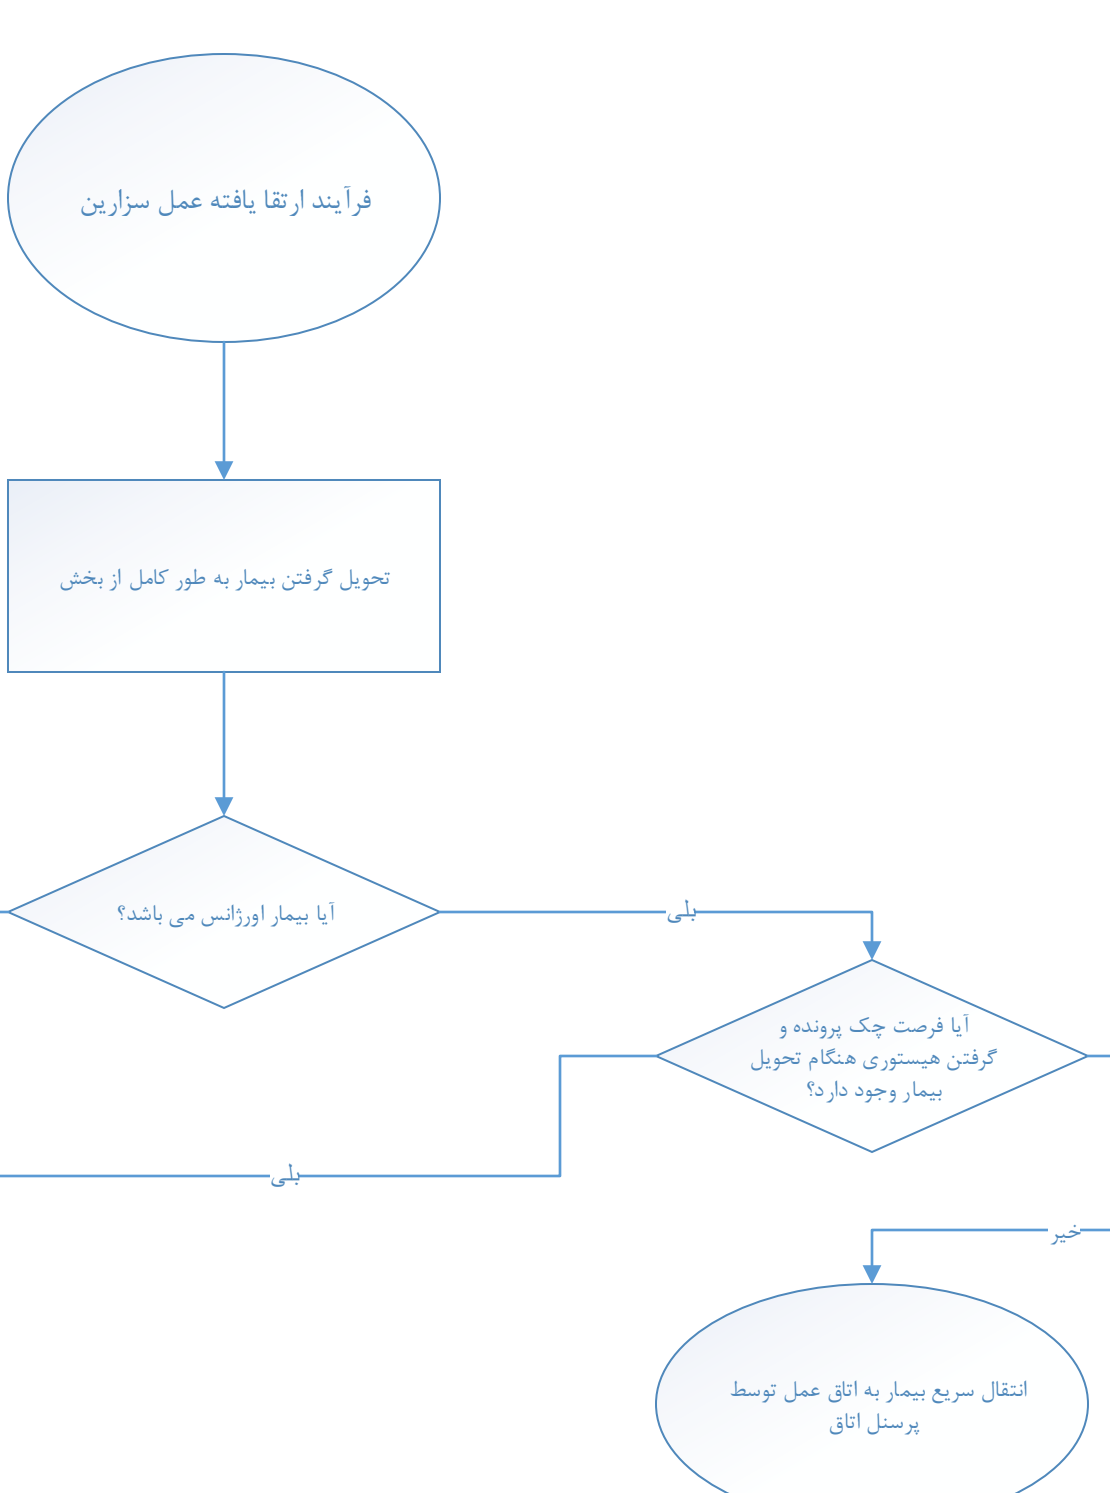 فرآیند ارتقا یافته عمل سزارین
تحویل گرفتن بیمار به طور کامل از بخش
آیا بیمار اورژانس می باشد؟
بلی
آیا فرصت چک پرونده و
گرفتن هیستوری هنگام تحویل
بیمار وجود دارد؟
بلی
خیر
انتقال سریع بیمار به اتاق عمل توسط
پرسنل اتاق